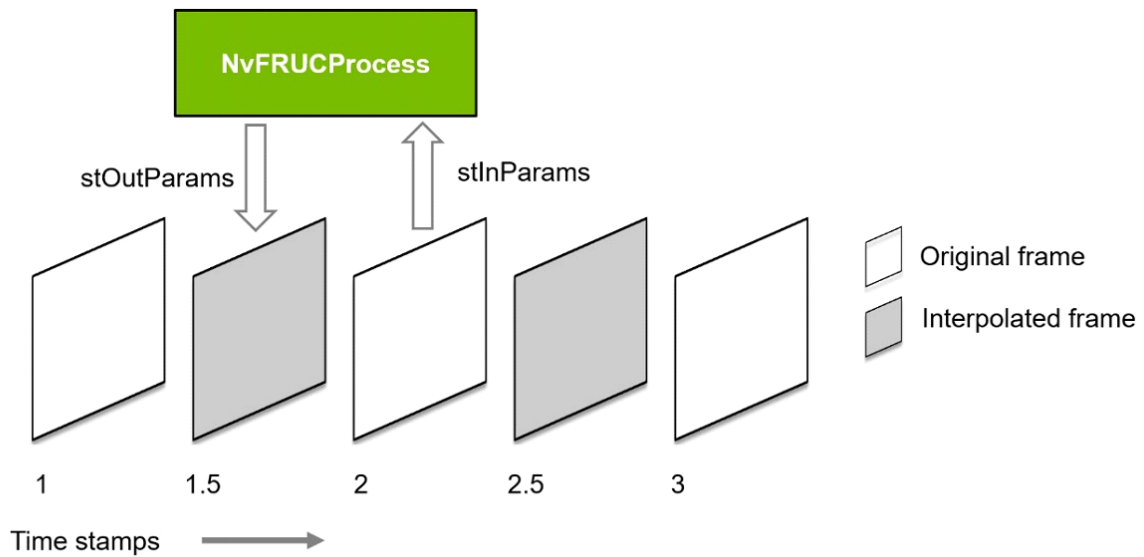 NvFRUCProcess
stOutParams
stInParams
Original frame
Interpolated frame
1 1.5 2 2.5 3
Time stamps